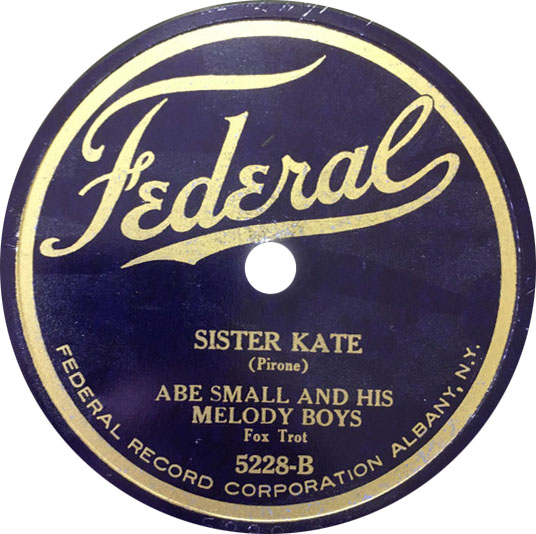 Federal
SISTER KATE
(Pirone)
ABE SMALL AND HIS
MELODY BOYS
Fox Trot
5228-B
FEDERAL RECORD CORPORATION ALBANY, N.Y.